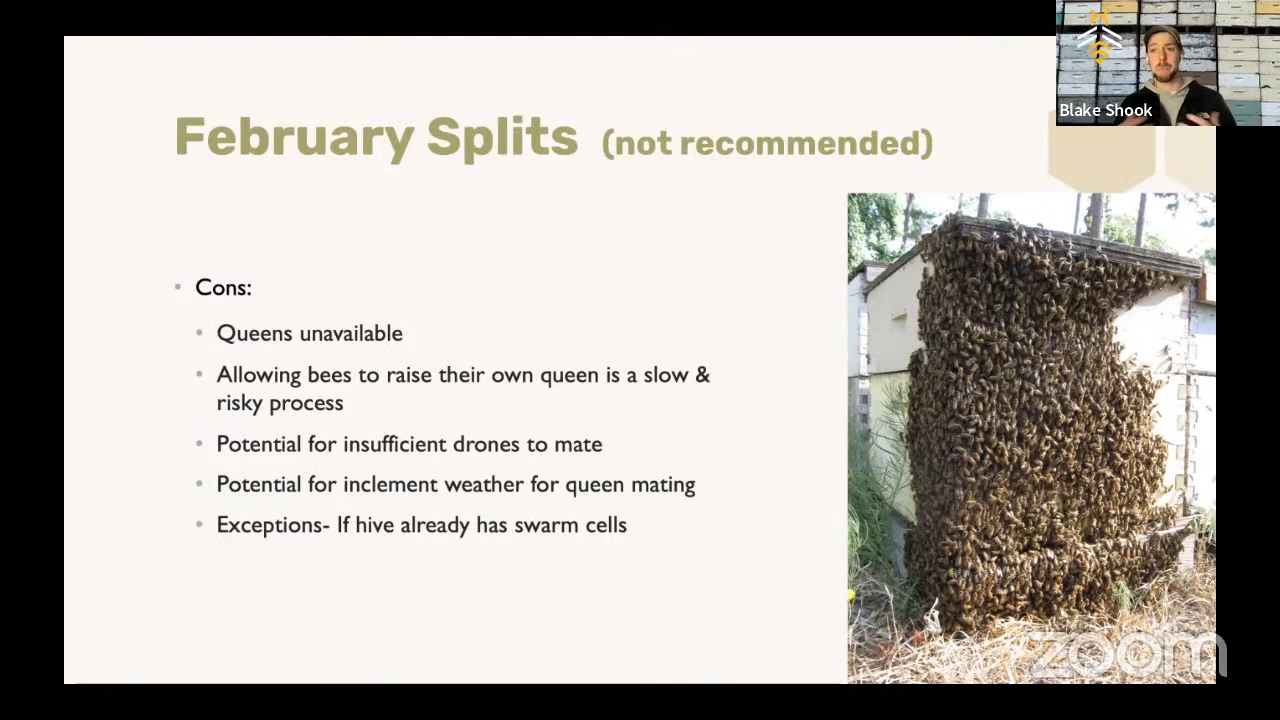 Blake Shook
February Splits (not recommended)
Cons:
Queens unavailable
Allowing bees to raise their own queen is a slow &
risky process
Potential for insufficient drones to mate
Potential for inclement weather for queen mating
Exceptions- If hive already has swarm cells
zoom